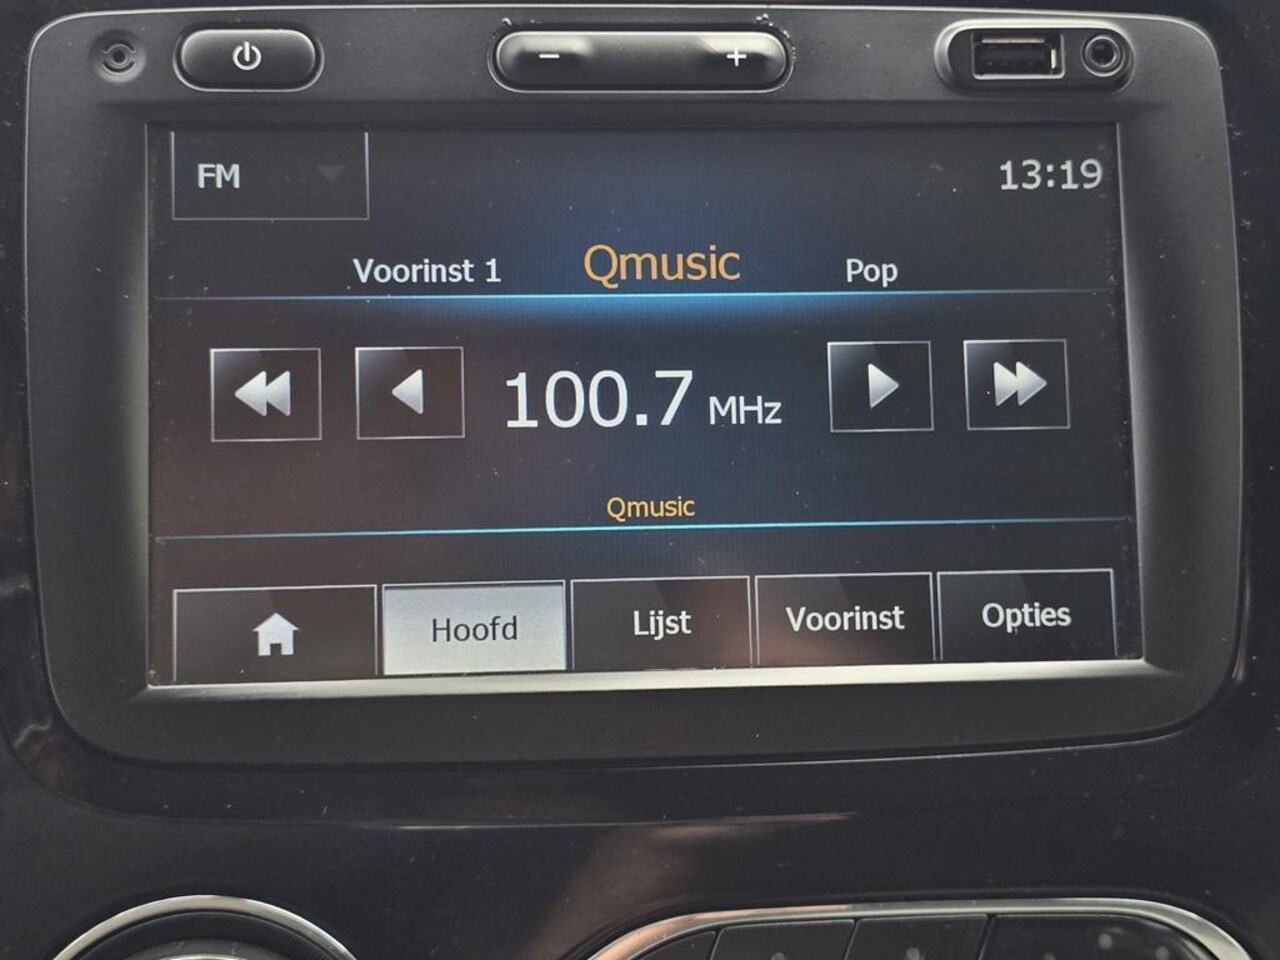 FM
13:19
Voorinst 1
Qmusic
Pop
100.7 MHz
Qmusic
Hoofd
Lijst
Voorinst
Opties